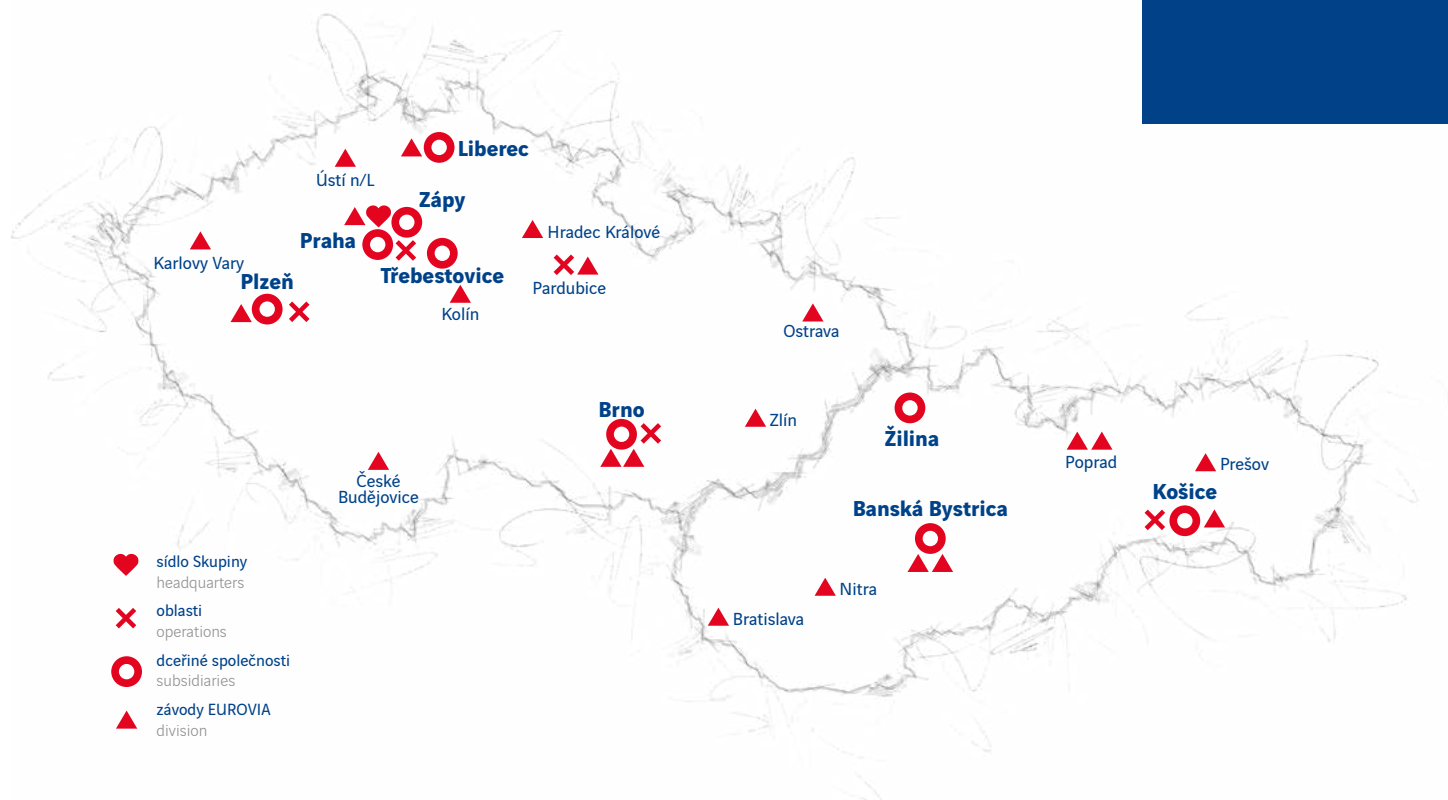 Liberec
Ústí n/L
Zápy
Hradec Králové
Praha
Karlovy Vary
Třebestovice
Plzeň
Pardubice
Kolín
Ostrava
Brno
Zlín
Žilina
Poprad
Prešov
České
Budějovice
Košice
Banská Bystrica
Nitra
Bratislava
sídlo Skupiny
headquarters
oblasti
operations
dceřiné společnosti
subsidiaries
závody EUROVIA
division